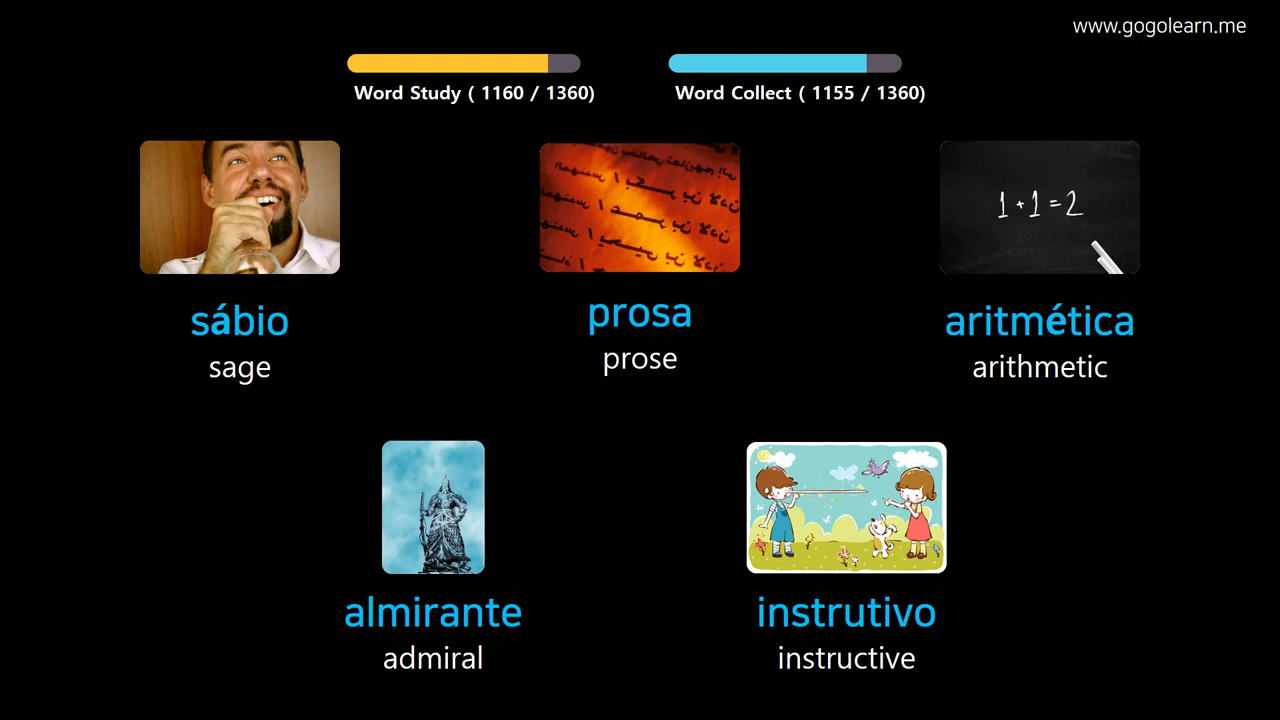 www.gogolearn.me
Word Study ( 1160 / 1360)
Word Collect ( 1155 / 1360)
1+1=2
sábio
sage
prosa
prose
aritmética
arithmetic
almirante
admiral
instrutivo
instructive